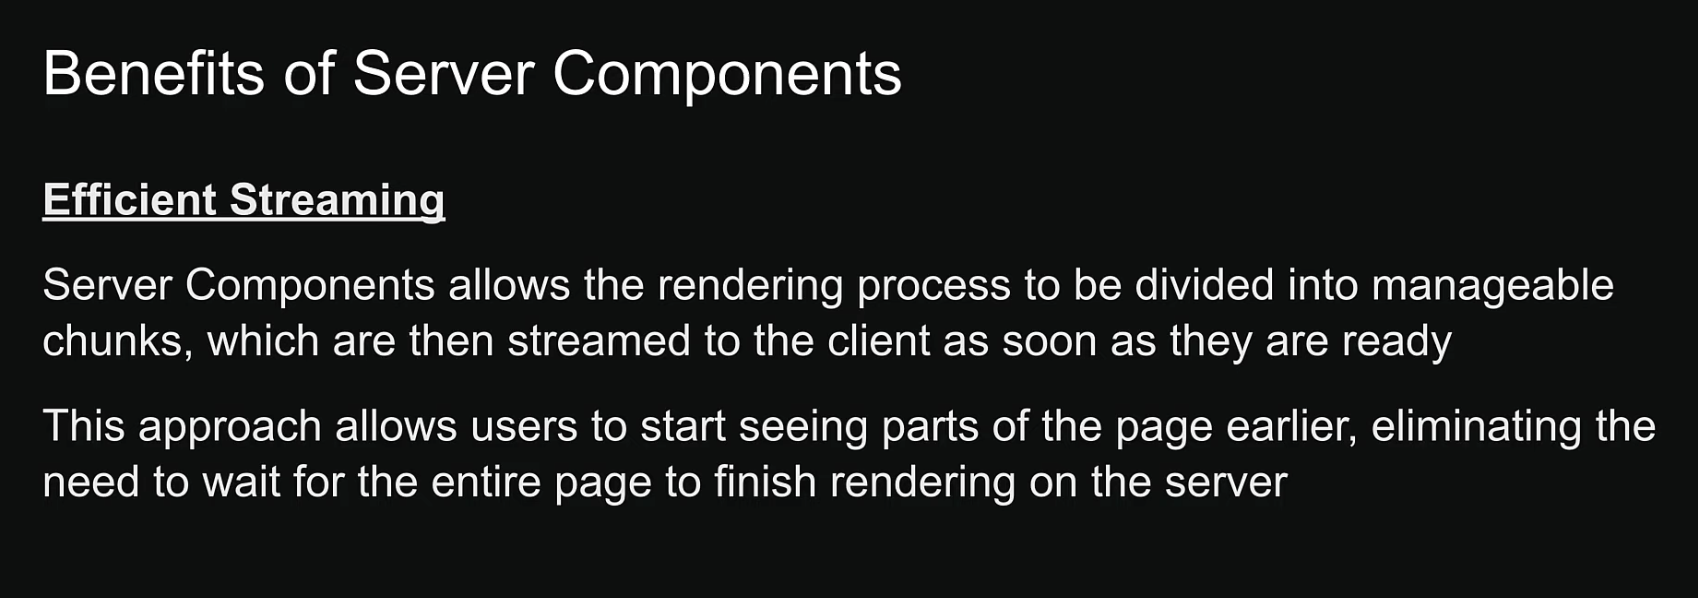 Benefits of Server Components
Efficient Streaming
Server Components allows the rendering process to be divided into manageable
chunks, which are then streamed to the client as soon as they are ready
This approach allows users to start seeing parts of the page earlier, eliminating the
need to wait for the entire page to finish rendering on the server